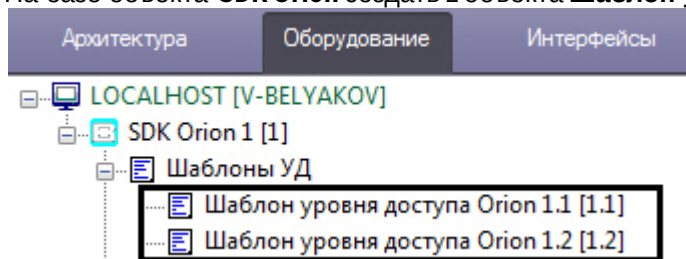 Архитектура Оборудование Интерфейсы
LOCALHOST [V-BELYAKOV]
SDK Orion 1 [1]
Шаблоны УД
Шаблон уровня доступа Orion 1.1 [1.1]
Шаблон уровня доступа Orion 1.2 [1.2]